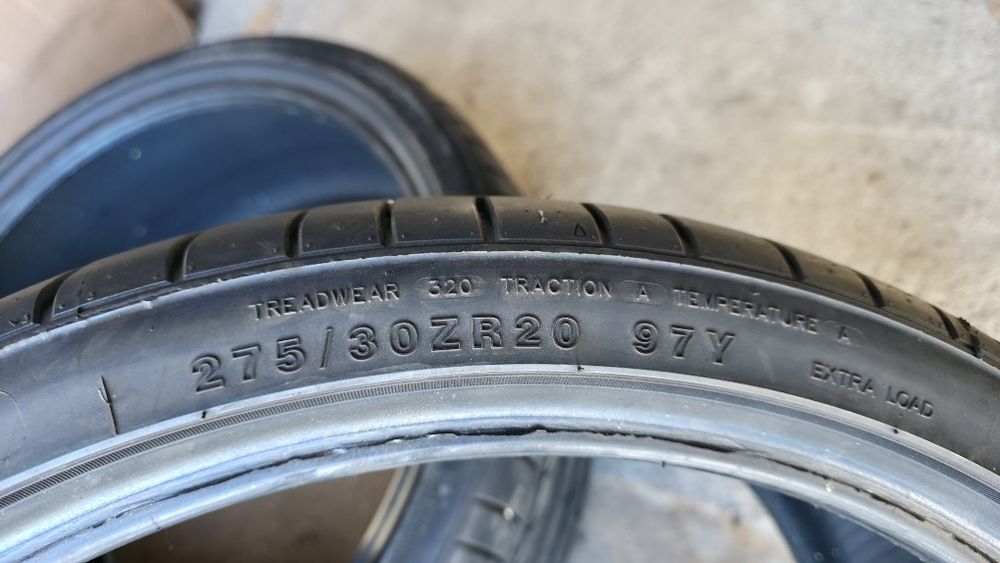 TREADWEAR 320 TRACTION A TEMPERATURE A
275/30ZR20 97Y
EXTRA LOAD